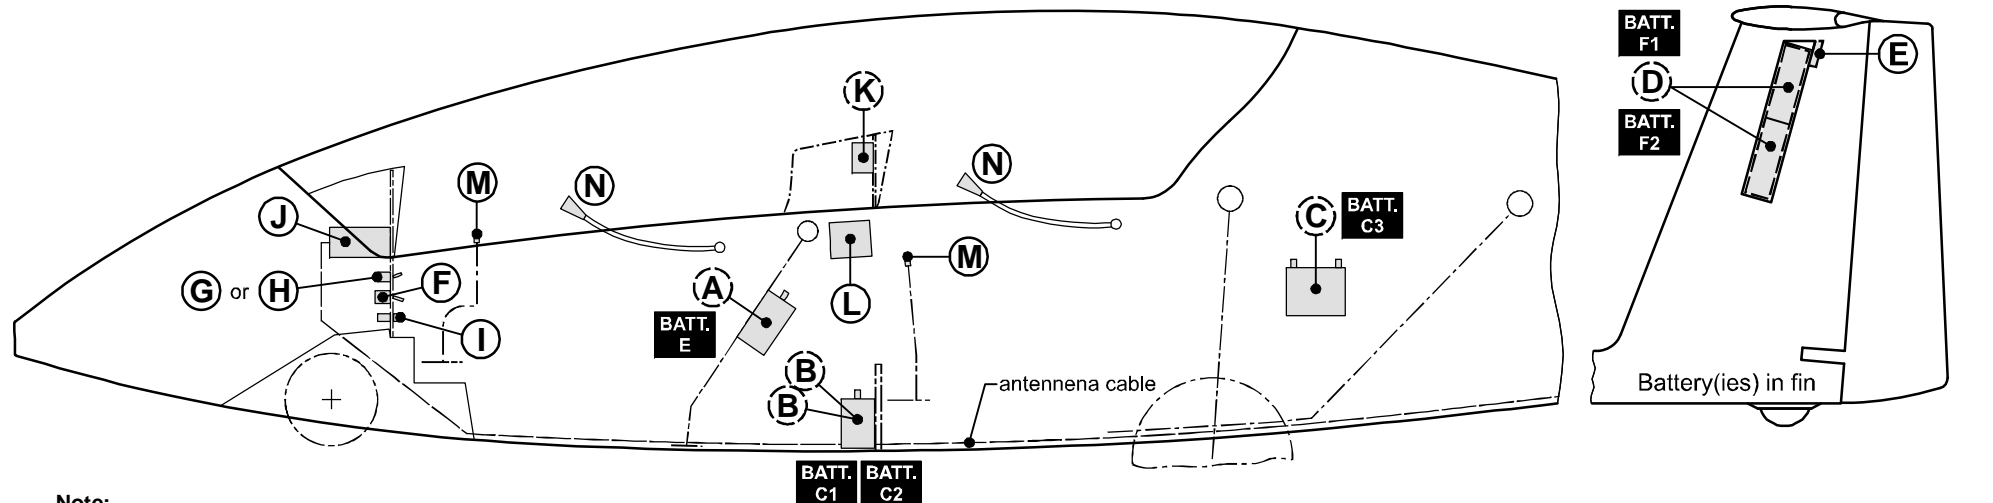 K
M
N
N
J
G or H
F
I
A
BATT.
E
L
M
B
B
antennena cable
BATT.
C1
BATT.
C2
C
BATT.
C3
BATT.
F1
D
BATT.
F2
E
Battery(ies) in fin
Note: